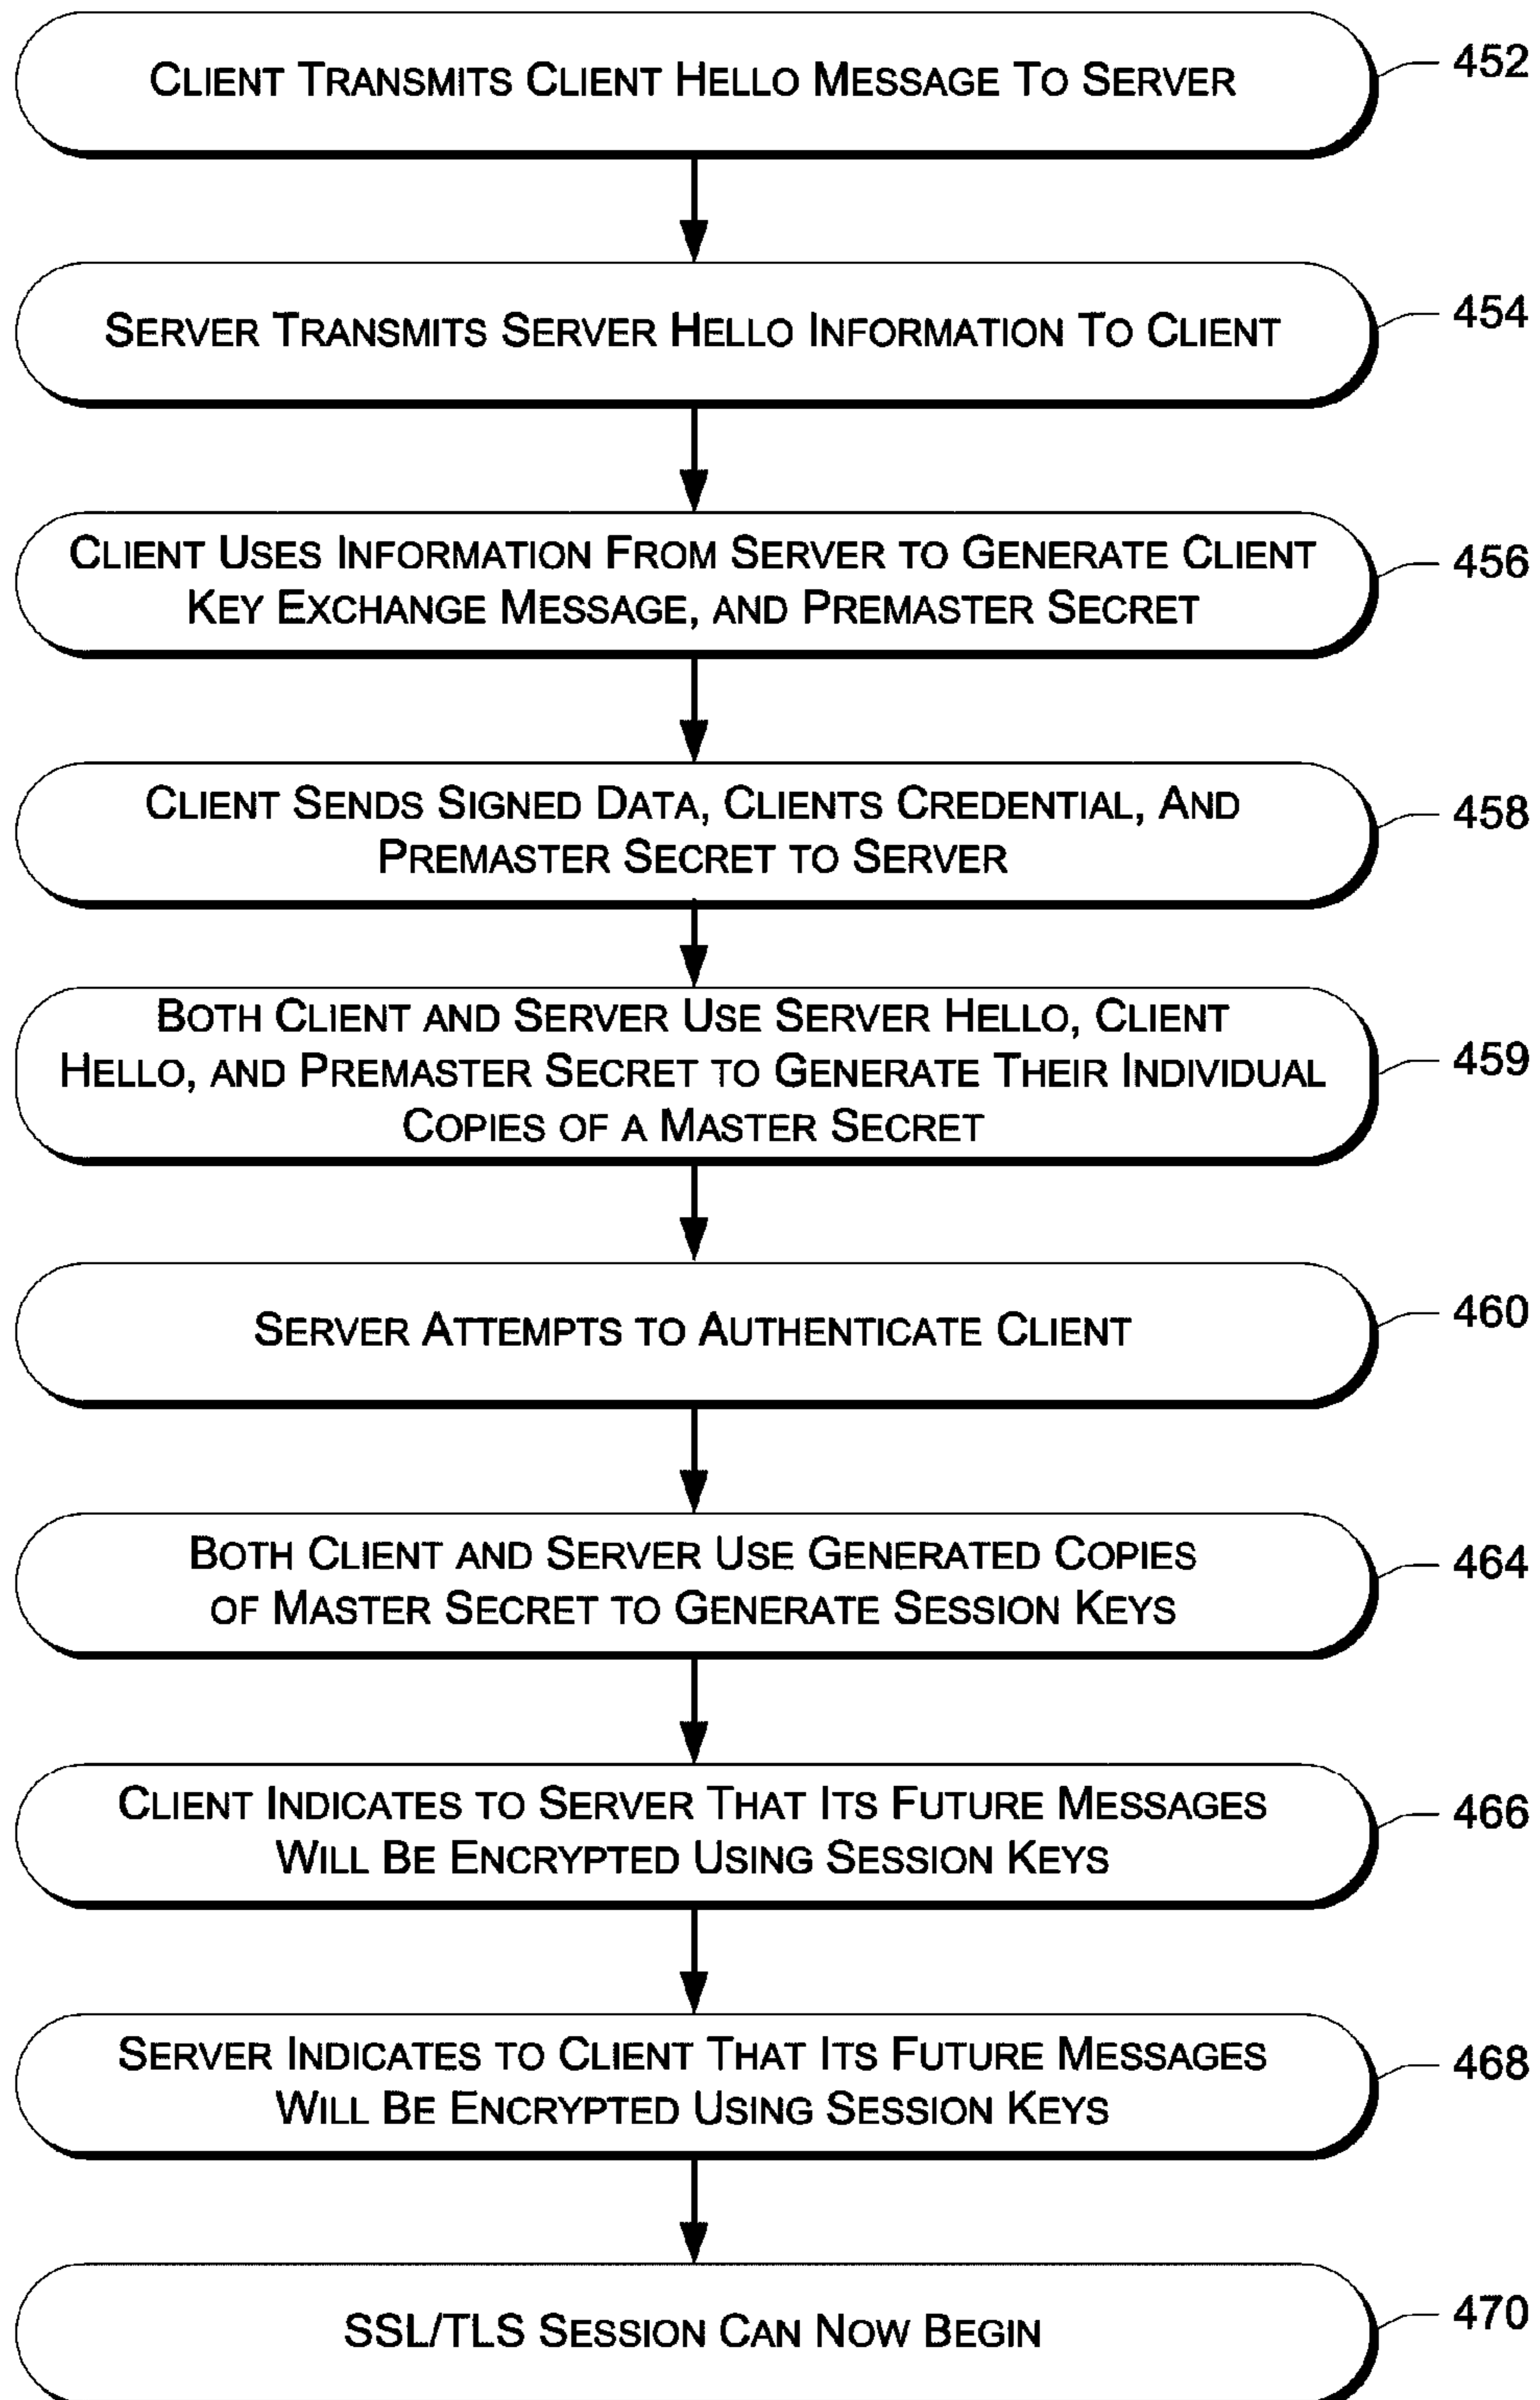 CLIENT TRANSMITS CLIENT HELLO MESSAGE TO SERVER
452
SERVER TRANSMITS SERVER HELLO INFORMATION TO CLIENT
454
CLIENT USES INFORMATION FROM SERVER TO GENERATE CLIENT
KEY EXCHANGE MESSAGE, AND PREMASTER SECRET
456
CLIENT SENDS SIGNED DATA, CLIENTS CREDENTIAL, AND
PREMASTER SECRET TO SERVER
458
BOTH CLIENT AND SERVER USE SERVER HELLO, CLIENT
HELLO, AND PREMASTER SECRET TO GENERATE THEIR INDIVIDUAL
COPIES OF A MASTER SECRET
459
SERVER ATTEMPTS TO AUTHENTICATE CLIENT
460
BOTH CLIENT AND SERVER USE GENERATED COPIES
OF MASTER SECRET TO GENERATE SESSION KEYS
464
CLIENT INDICATES TO SERVER THAT ITS FUTURE MESSAGES
WILL BE ENCRYPTED USING SESSION KEYS
466
SERVER INDICATES TO CLIENT THAT ITS FUTURE MESSAGES
WILL BE ENCRYPTED USING SESSION KEYS
468
SSL/TLS SESSION CAN NOW BEGIN
470